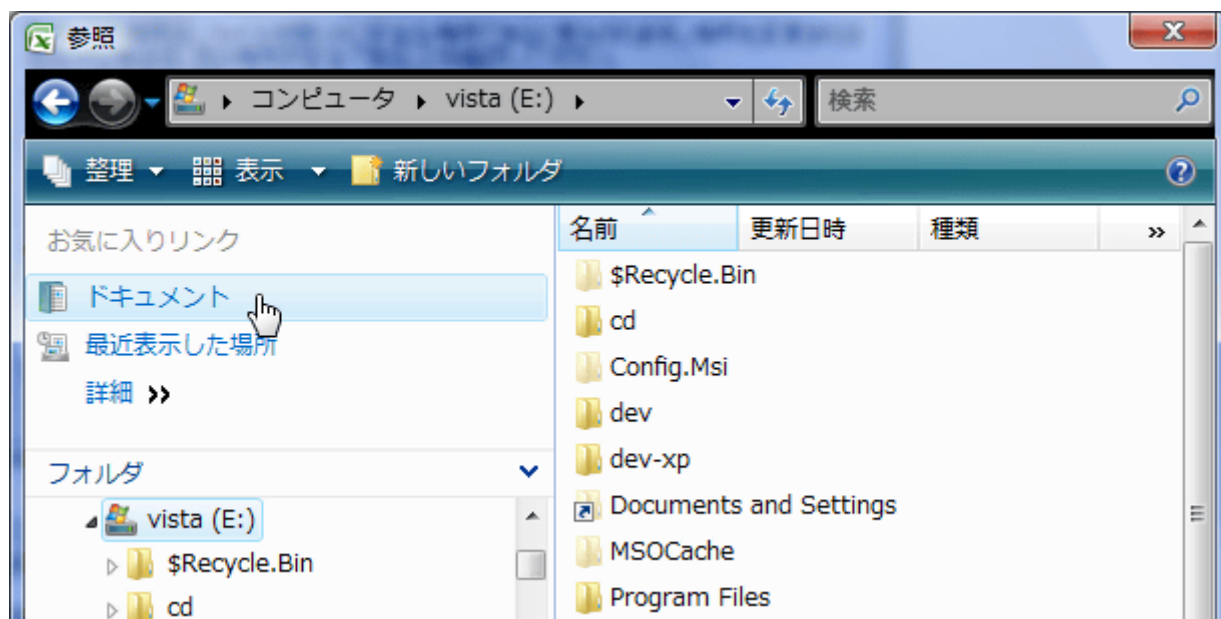 参照
コンピュータ vista (E:) 検索
整理 表示 新しいフォルダ
お気に入りリンク
ドキュメント
最近表示した場所
詳細 »
フォルダ
vista (E:)
$Recycle.Bin
cd
名前 更新日時 種類 »
$Recycle.Bin
cd
Config.Msi
dev
dev-xp
Documents and Settings
MSOCache
Program Files